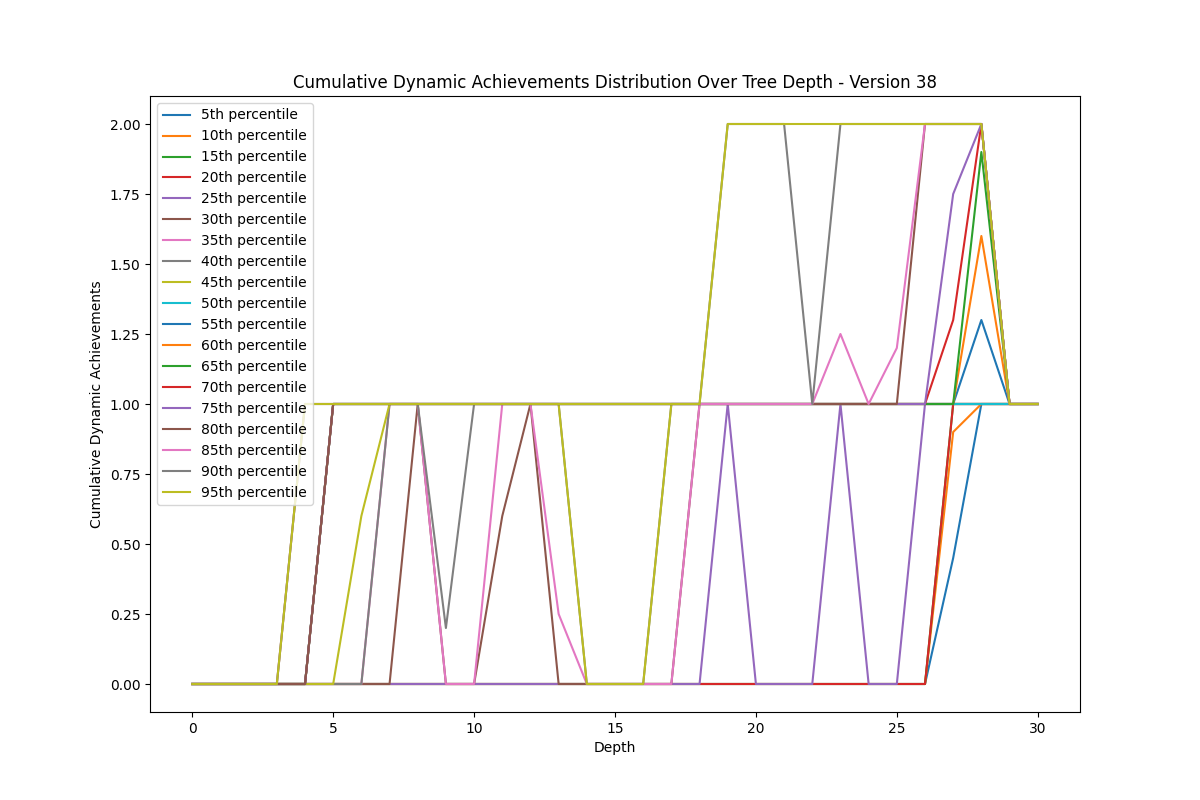 Cumulative Dynamic Achievements Distribution Over Tree Depth - Version 38
5th percentile
10th percentile
15th percentile
20th percentile
25th percentile
30th percentile
35th percentile
40th percentile
45th percentile
50th percentile
55th percentile
60th percentile
65th percentile
70th percentile
75th percentile
80th percentile
85th percentile
90th percentile
95th percentile
2.00
1.75
1.50
1.25
1.00
0.75
0.50
0.25
0.00
Cumulative Dynamic Achievements
0 5 10 15 20 25 30
Depth